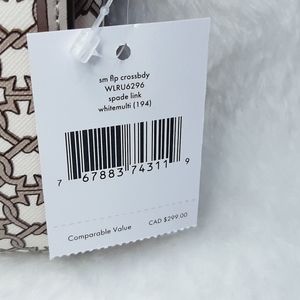 sm flp crossbdy
WLRU6296
spade link
whitemulti (194)
7 67883 74311 9
Comparable Value CAD $299.00